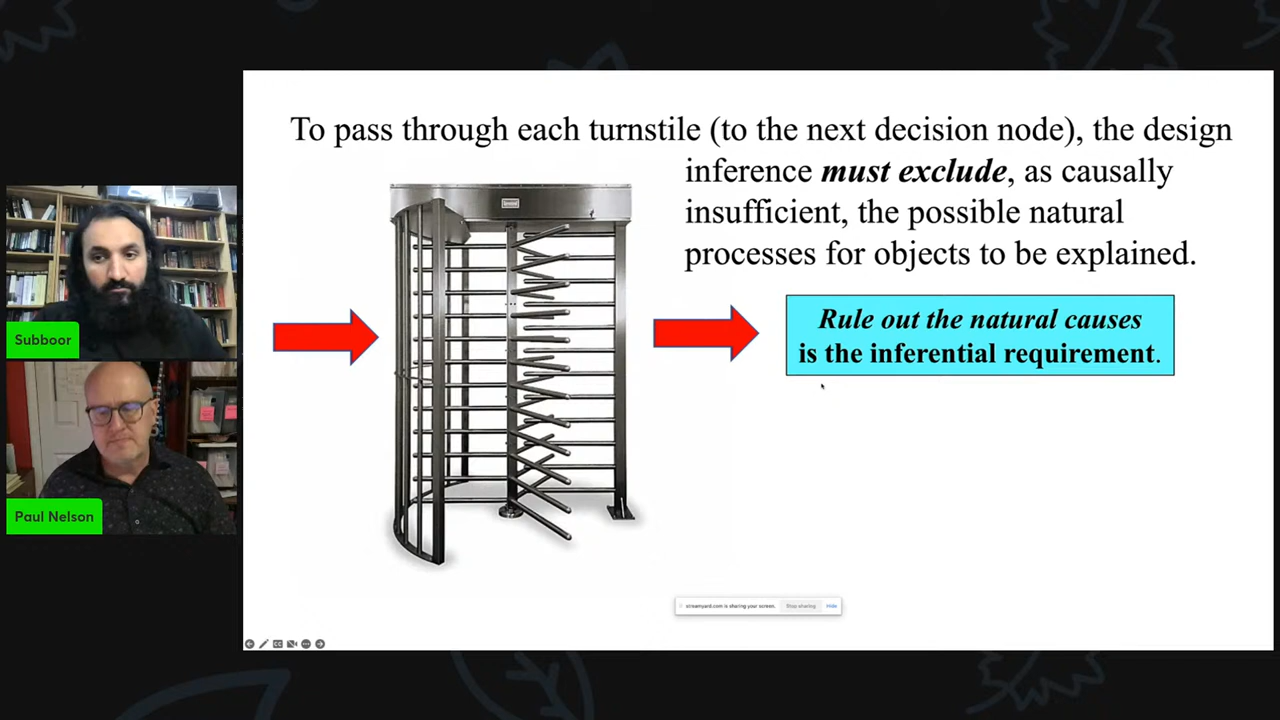 To pass through each turnstile (to the next decision node), the design
inference must exclude, as causally
insufficient, the possible natural
processes for objects to be explained.
Rule out the natural causes
is the inferential requirement.
Subboor
Paul Nelson
streamyard.com is sharing your screen. Stop sharing Hide